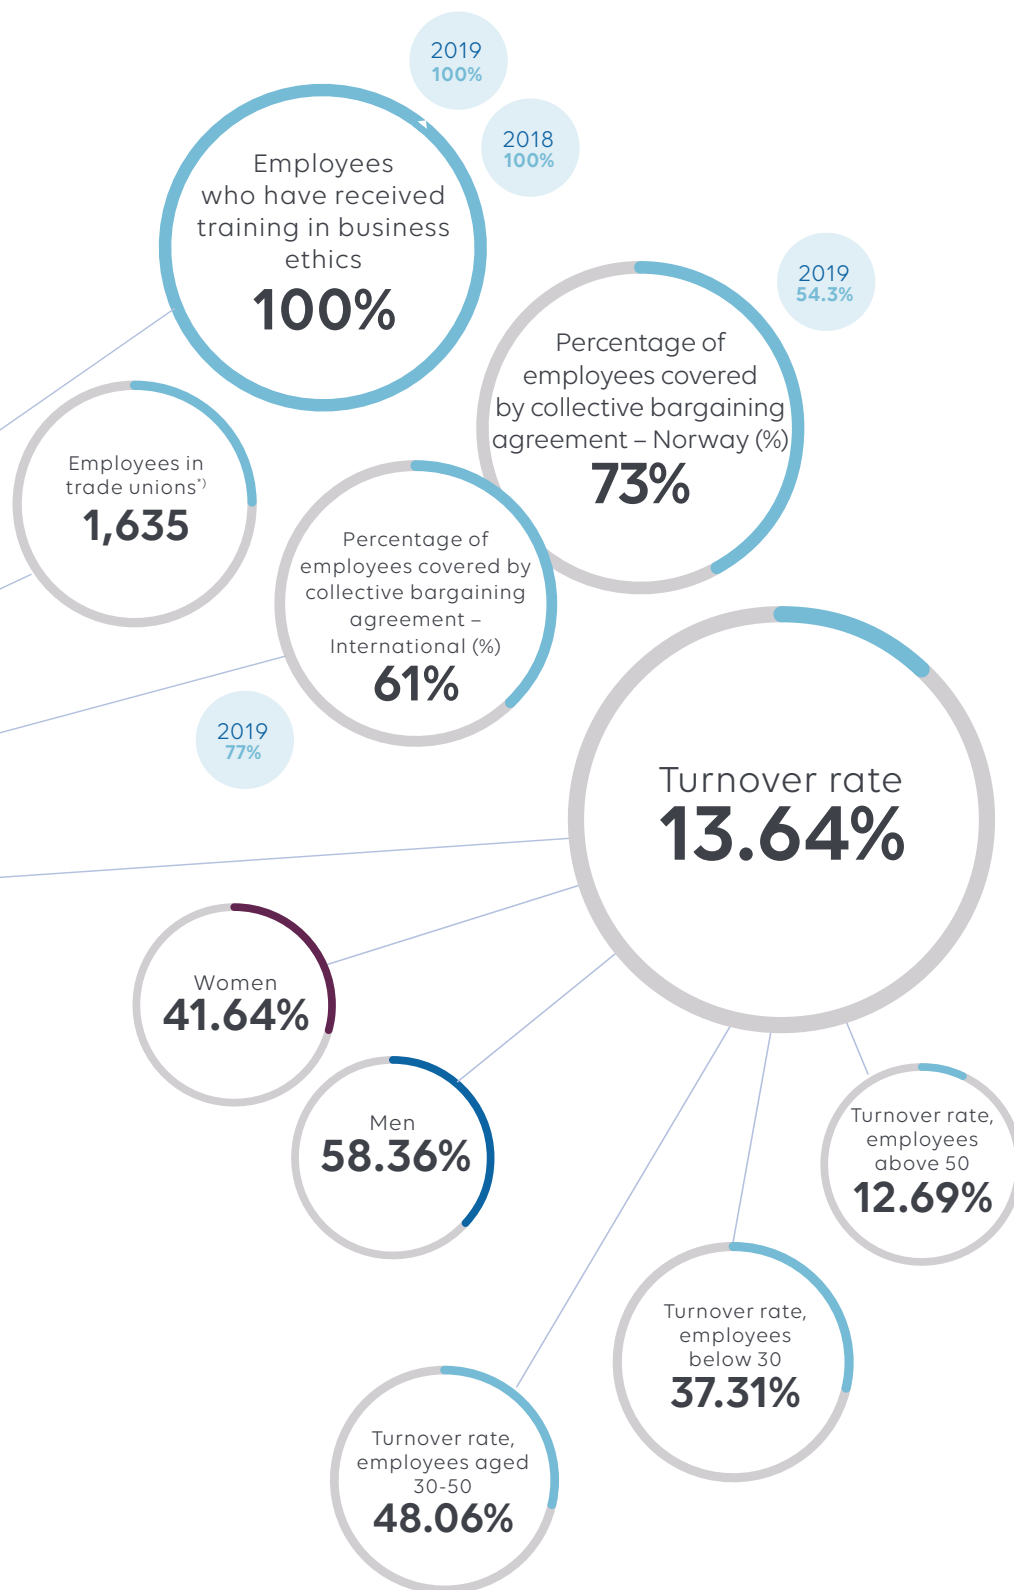 2019
100%
2018
100%
Employees
who have received
training in business
ethics
100%
2019
54.3%
Percentage of
employees covered
by collective bargaining
agreement – Norway (%)
73%
Employees in
trade unions*)
1,635
Percentage of
employees covered by
collective bargaining
agreement –
International (%)
61%
2019
77%
Turnover rate
13.64%
Women
41.64%
Men
58.36%
Turnover rate,
employees
above 50
12.69%
Turnover rate,
employees
below 30
37.31%
Turnover rate,
employees aged
30-50
48.06%